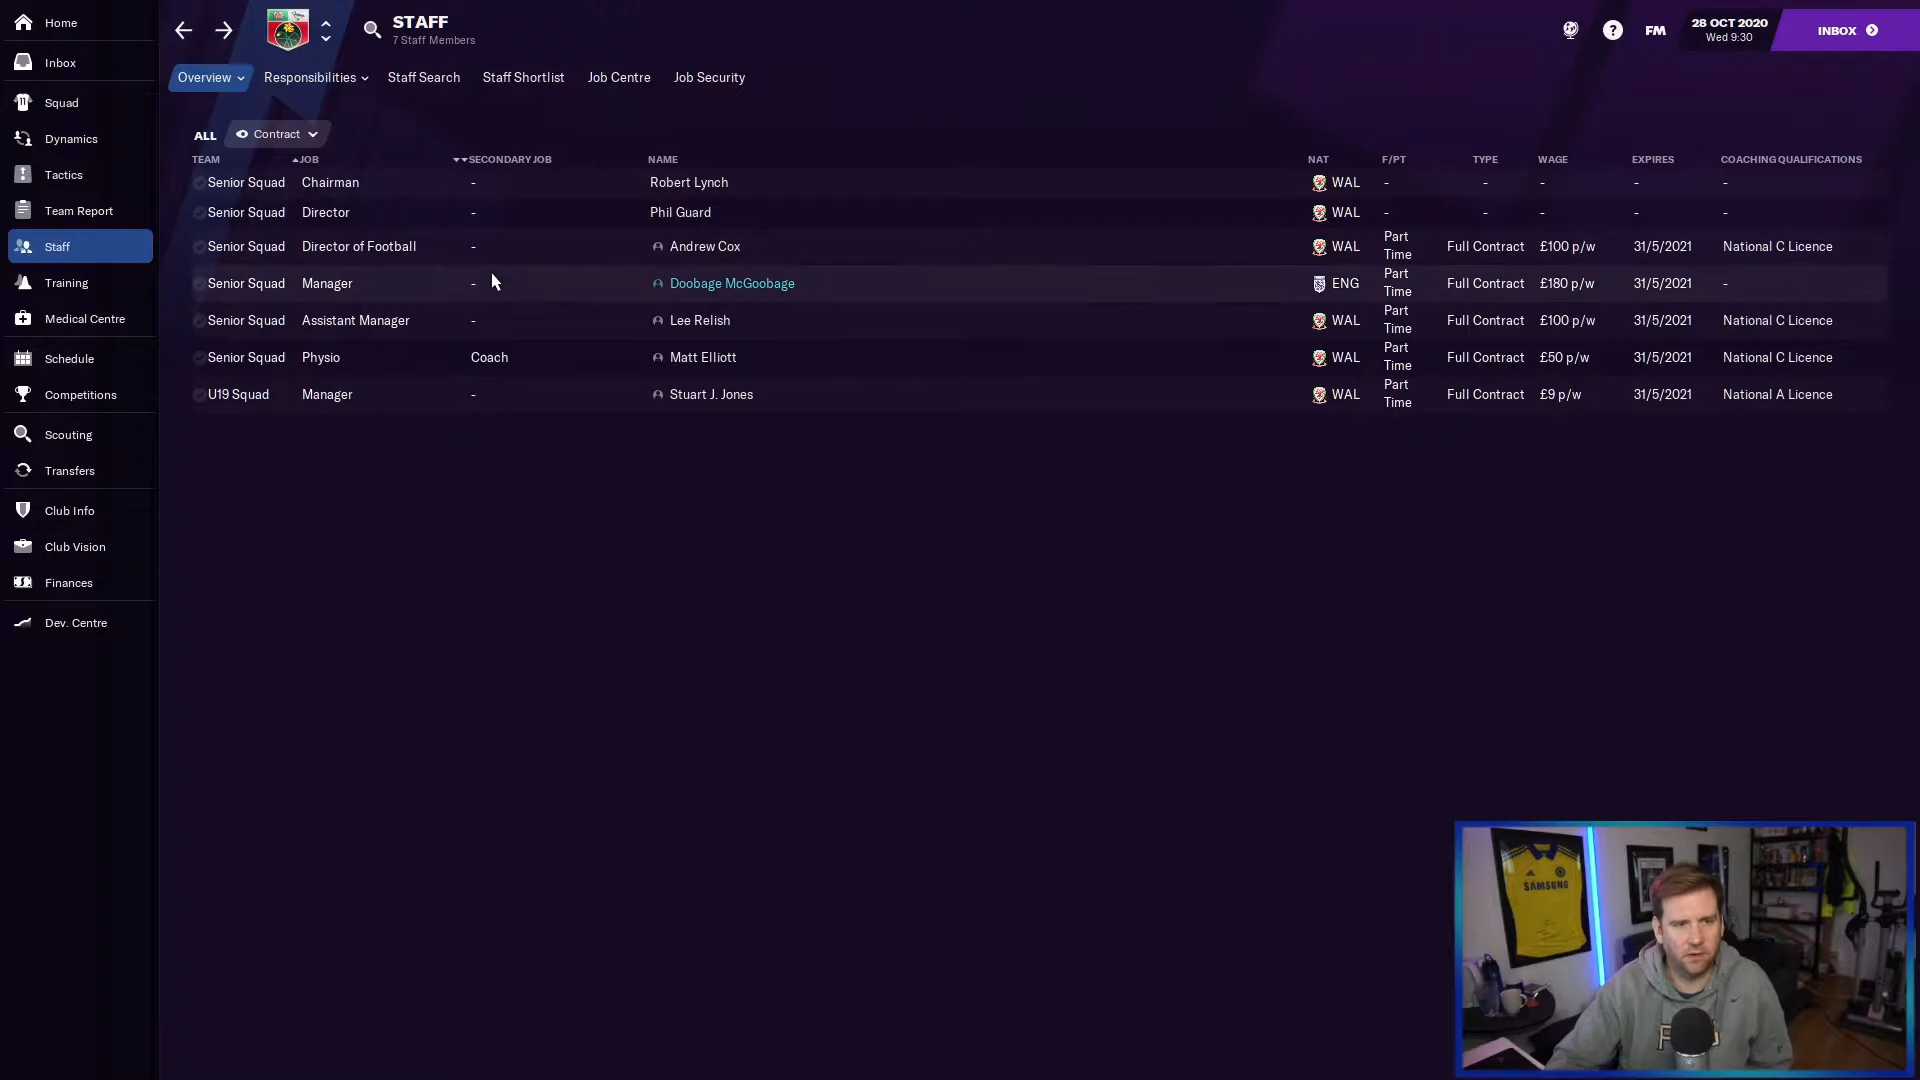 Home
Inbox
Squad
Dynamics
Tactics
Team Report
Staff
Training
Medical Centre
Schedule
Competitions
Scouting
Transfers
Club Info
Club Vision
Finances
Dev. Centre
STAFF
7 Staff Members
FM
28 OCT 2020
Wed 9:30
INBOX
Overview Responsibilities Staff Search Staff Shortlist Job Centre Job Security
ALL Contract
TEAM JOB SECONDARY JOB NAME NAT F/PT TYPE WAGE EXPIRES COACHING QUALIFICATIONS
Senior Squad Chairman - Robert Lynch WAL - - - - -
Senior Squad Director - Phil Guard WAL - - - - -
Senior Squad Director of Football - Andrew Cox WAL Part Time Full Contract £100 p/w 31/5/2021 National C Licence
Senior Squad Manager - Doobage McGoobage ENG Part Time Full Contract £180 p/w 31/5/2021 -
Senior Squad Assistant Manager - Lee Relish WAL Part Time Full Contract £100 p/w 31/5/2021 National C Licence
Senior Squad Physio Coach Matt Elliott WAL Part Time Full Contract £50 p/w 31/5/2021 National C Licence
U19 Squad Manager - Stuart J. Jones WAL Part Time Full Contract £9 p/w 31/5/2021 National A Licence
SAMSUNG